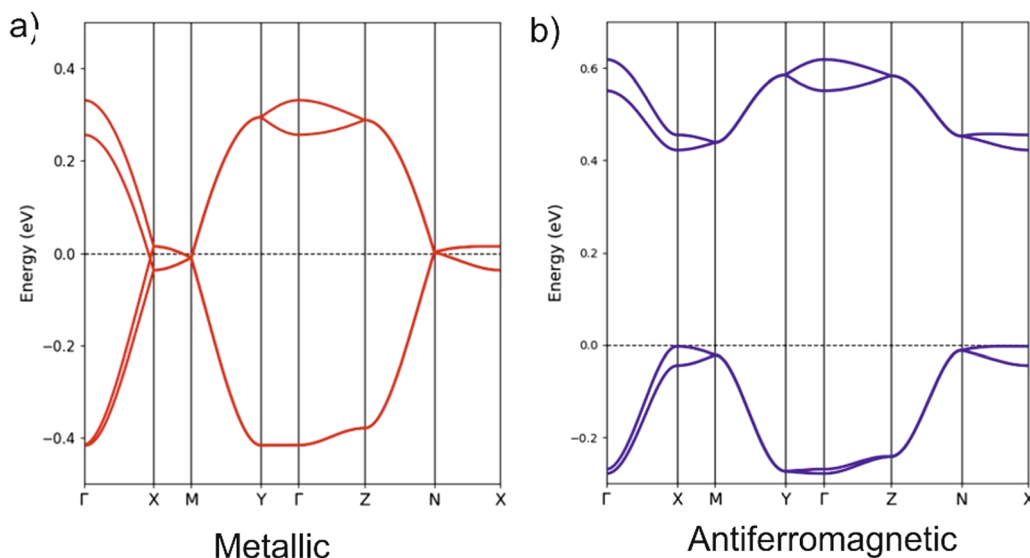 a)
Energy (eV)
0.4
0.2
0.0
−0.2
−0.4
Γ X M Y Γ Z N X
Metallic
b)
Energy (eV)
0.6
0.4
0.2
0.0
−0.2
Γ X M Y Γ Z N X
Antiferromagnetic